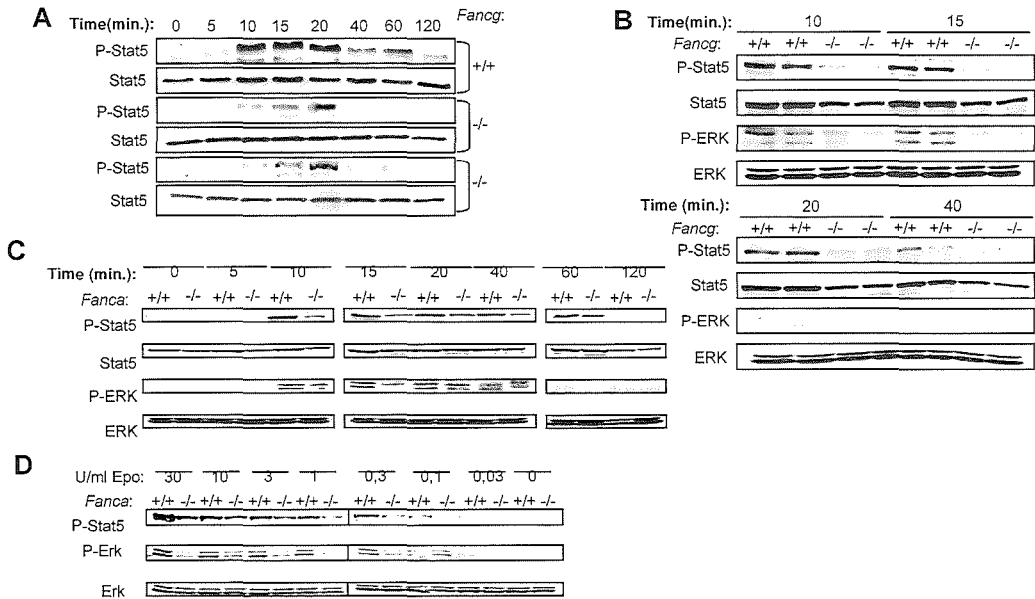 A
Time(min.): 0 5 10 15 20 40 60 120 Fancg:
P-Stat5
Stat5
+/+
P-Stat5
Stat5
-/-
P-Stat5
Stat5
-/-
B
Time(min.): 10 15
Fancg: +/+ +/+ -/- -/- +/+ +/+ -/- -/-
P-Stat5
Stat5
P-ERK
ERK
Time (min.): 20 40
Fancg: +/+ +/+ -/- -/- +/+ +/+ -/- -/-
P-Stat5
Stat5
P-ERK
ERK
C
Time (min.): 0 5 10 15 20 40 60 120
Fanca: +/+ -/- +/+ -/- +/+ -/- +/+ -/- +/+ -/- +/+ -/- +/+ -/- +/+ -/-
P-Stat5
Stat5
P-ERK
ERK
D
U/ml Epo: 30 10 3 1 0,3 0,1 0,03 0
Fanca: +/+ -/- +/+ -/- +/+ -/- +/+ -/- +/+ -/- +/+ -/- +/+ -/- +/+ -/-
P-Stat5
P-Erk
Erk